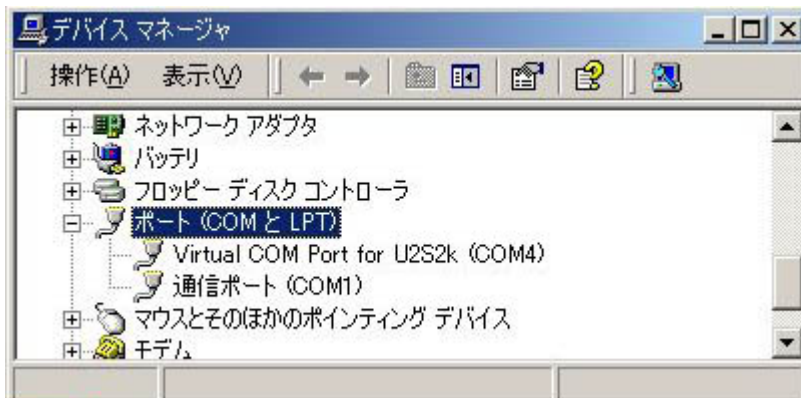 デバイス マネージャ
操作(A) 表示(V)
ネットワーク アダプタ
バッテリ
フロッピー ディスク コントローラ
ポート (COM と LPT)
Virtual COM Port for U2S2k (COM4)
通信ポート (COM1)
マウスとそのほかのポインティング デバイス
モデム